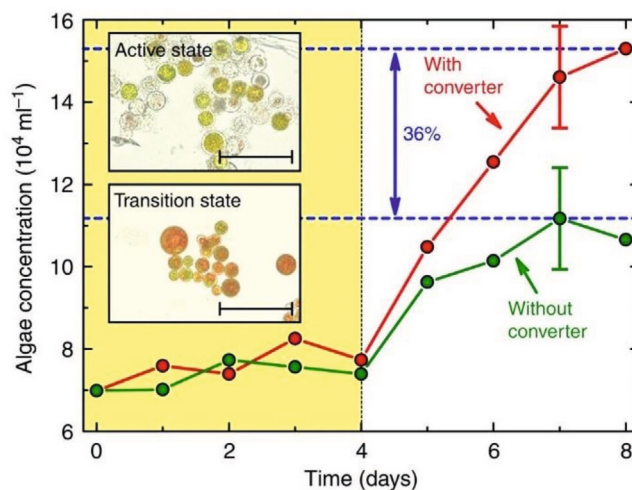 16
14
12
10
8
6
Algae concentration (10⁴ ml⁻¹)
Active state
Transition state
With
converter
36%
Without
converter
0
2
4
6
8
Time (days)